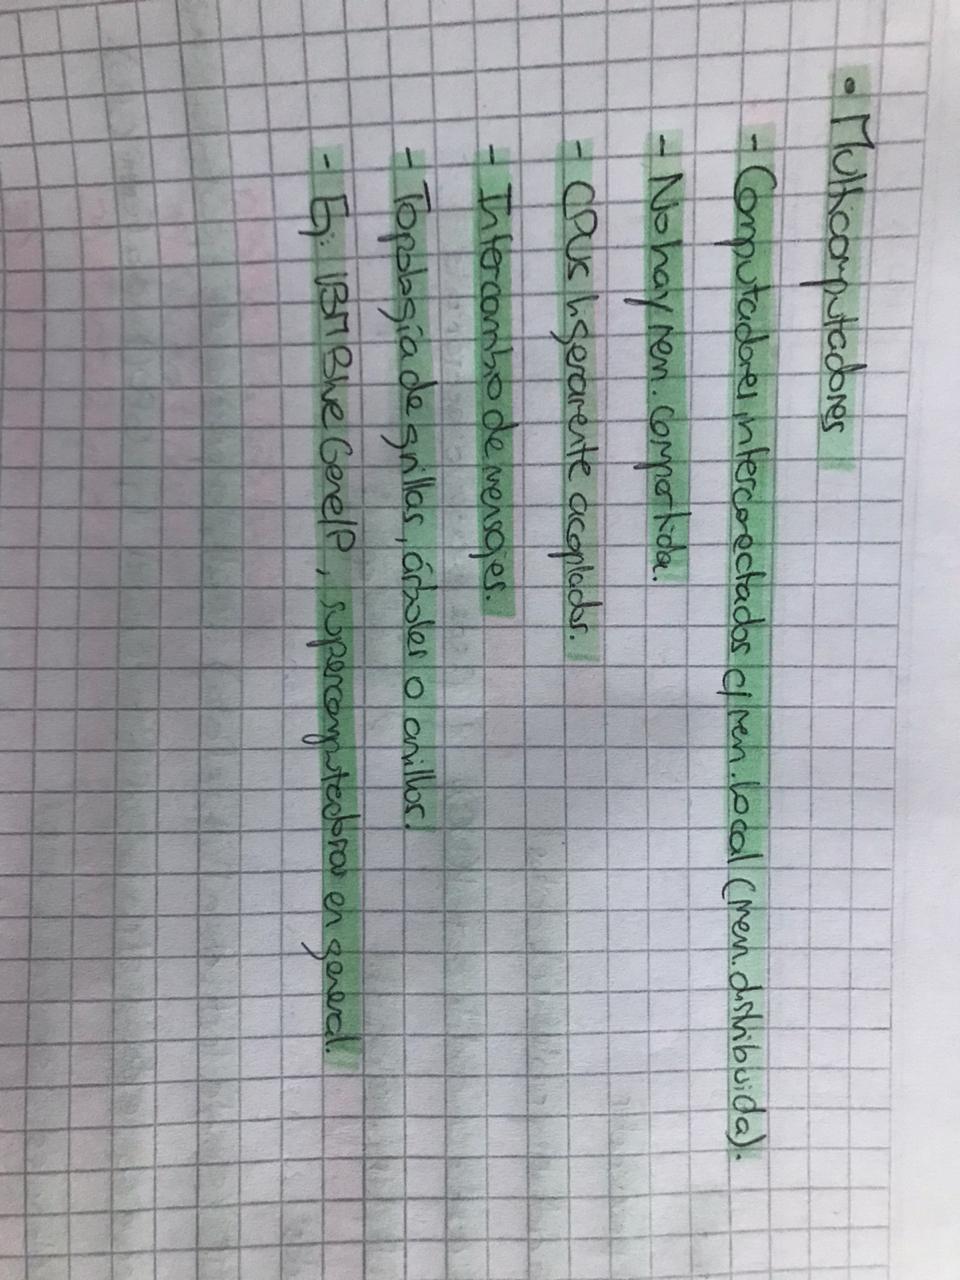 • Multicomputadores
- Computadores interconectados c/ mem. local (mem. distribuida).
- No hay mem. compartida.
- CPUs ligeramente acoplados.
- Intercambio de mensajes.
- Topología de grillas, árboles o anillos.
- Ej: IBM Blue Gene/P, supercomputadoras en general.